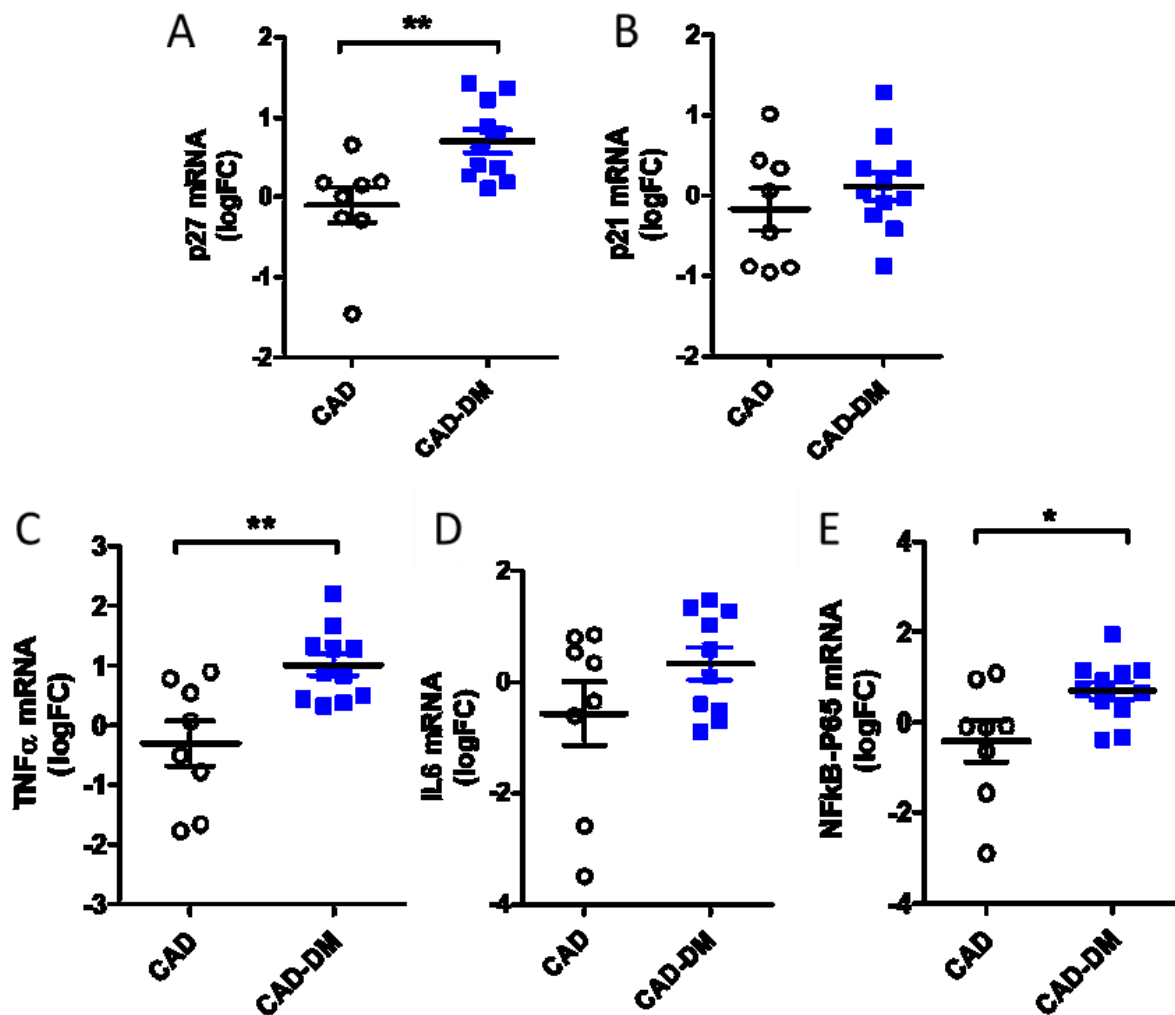 A
**
p27 mRNA
(logFC)
2
1
0
-1
-2
CAD
CAD-DM
B
p21 mRNA
(logFC)
2
1
0
-1
-2
CAD
CAD-DM
C
**
TNFα mRNA
(logFC)
3
2
1
0
-1
-2
-3
CAD
CAD-DM
D
IL6 mRNA
(logFC)
2
0
-2
-4
CAD
CAD-DM
E
*
NFkB-P65 mRNA
(logFC)
4
2
0
-2
-4
CAD
CAD-DM